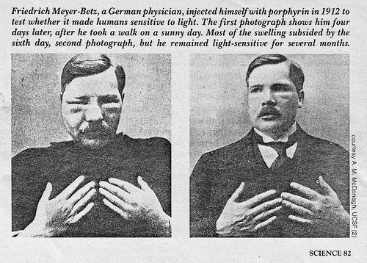 Friedrich Meyer-Betz, a German physician, injected himself with porphyrin in 1912 to
test whether it made humans sensitive to light. The first photograph shows him four
days later, after he took a walk on a sunny day. Most of the swelling subsided by the
sixth day, second photograph, but he remained light-sensitive for several months.
courtesy A. M. McDonagh, UCSF (2)
SCIENCE 82